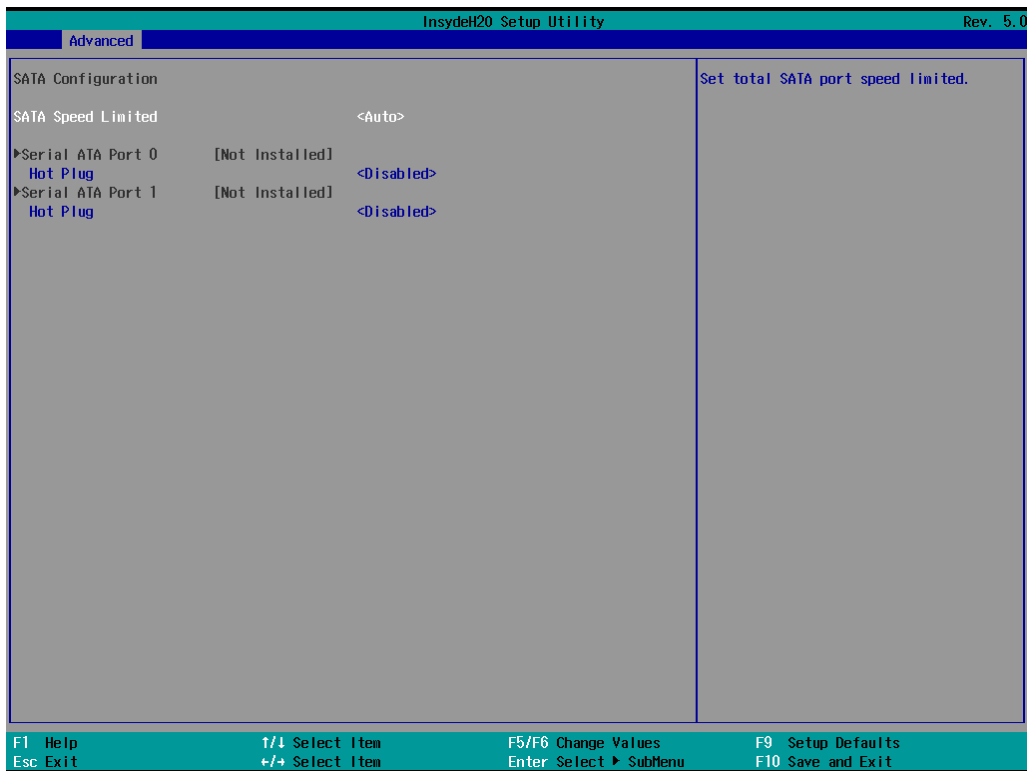 InsydeH2O Setup Utility Rev. 5.0
Advanced
SATA Configuration
Set total SATA port speed limited.
SATA Speed Limited <Auto>
▶Serial ATA Port 0 [Not Installed]
Hot Plug <Disabled>
▶Serial ATA Port 1 [Not Installed]
Hot Plug <Disabled>
F1 Help ↑/↓ Select Item F5/F6 Change Values F9 Setup Defaults
Esc Exit ←/→ Select Item Enter Select ▶ SubMenu F10 Save and Exit